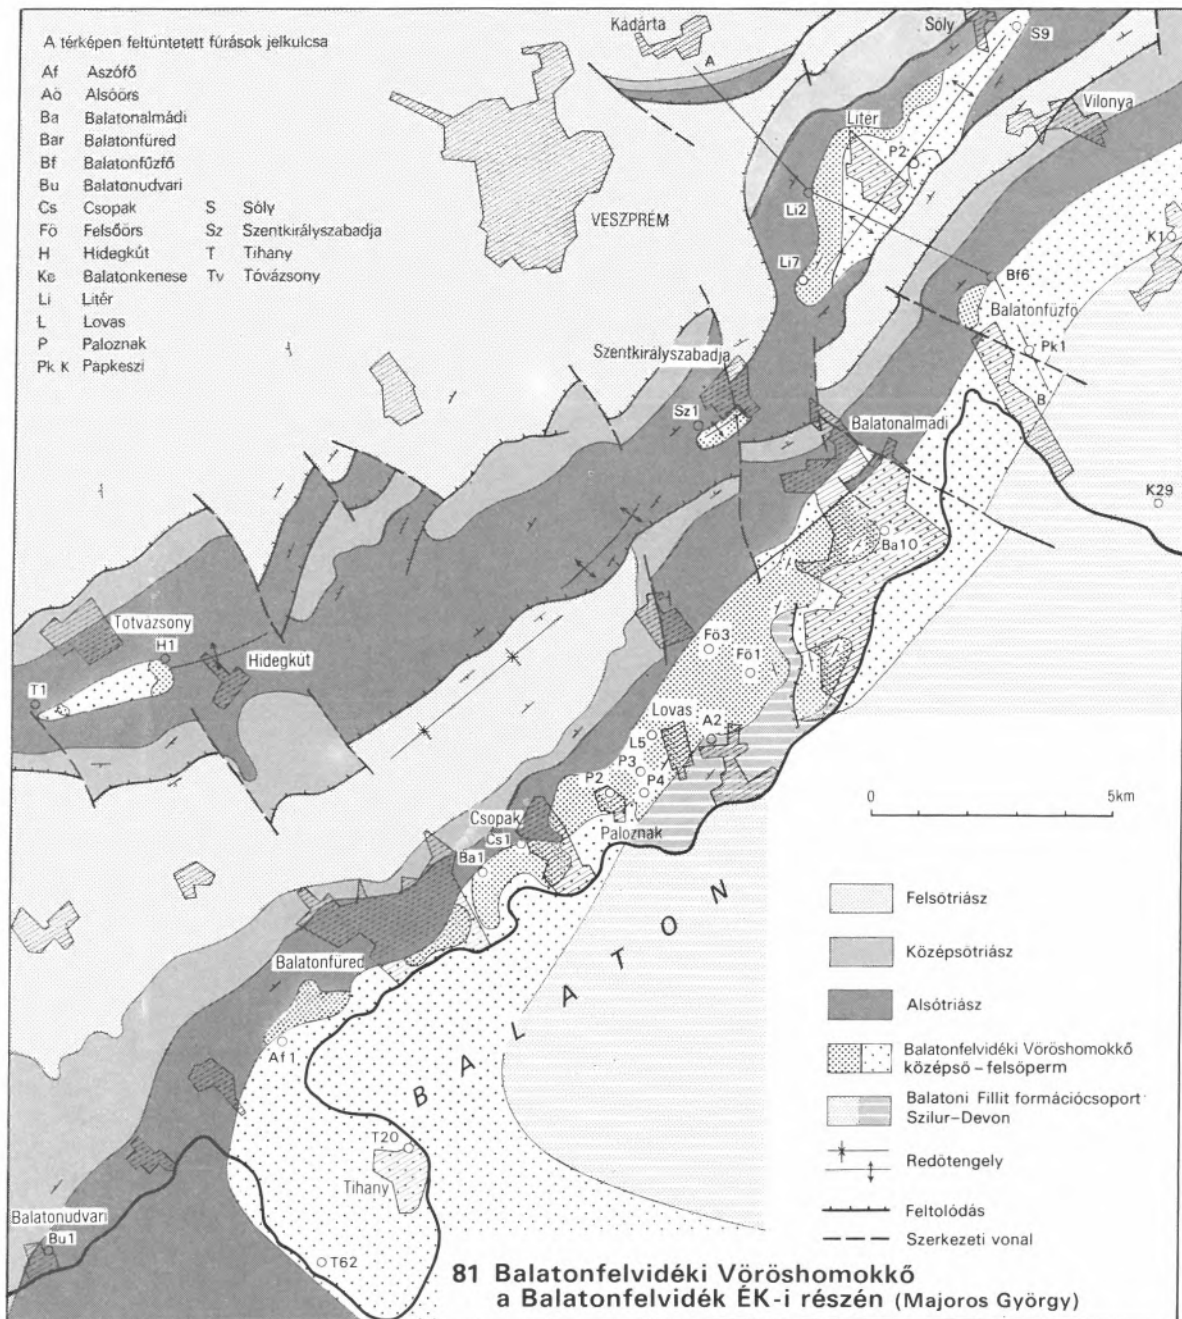 A térképen feltüntetett fúrások jelkulcsa
Af Aszófő
Aö Alsóörs
Ba Balatonalmádi
Bar Balatonfüred
Bf Balatonfűzfő
Bu Balatonudvari
Cs Csopak S Sóly
Fö Felsőörs Sz Szentkirályszabadja
H Hidegkút T Tihany
Ke Balatonkenese Tv Tóvázsony
Li Litér
L Lovas
P Paloznak
Pk K Papkeszi
Kádárta
A
Sóly
S9
Vilonya
Litér
P2
VESZPRÉM
Li2
K1
Li7
Bf6
Balatonfűzfő
Pk1
Szentkirályszabadja
B
Sz1
Balatonalmádi
K29
Ba10
Tótvázsony
H1
Hidegkút
Fö3
Fö1
T1
Lovas
A2
L5
P3
P2
P4
0 5km
Csopak
Cs1
Paloznak
Ba1
Balatonfüred
BALATON
Af1
T20
Tihany
Balatonudvari
Bu1
T62
Felsőtriász
Középsőtriász
Alsótriász
Balatonfelvidéki Vöröshomokkő
középső – felsőperm
Balatoni Fillit formációcsoport
Szilur–Devon
Redőtengely
Feltolódás
Szerkezeti vonal
81 Balatonfelvidéki Vöröshomokkő
a Balatonfelvidék ÉK-i részén (Majoros György)